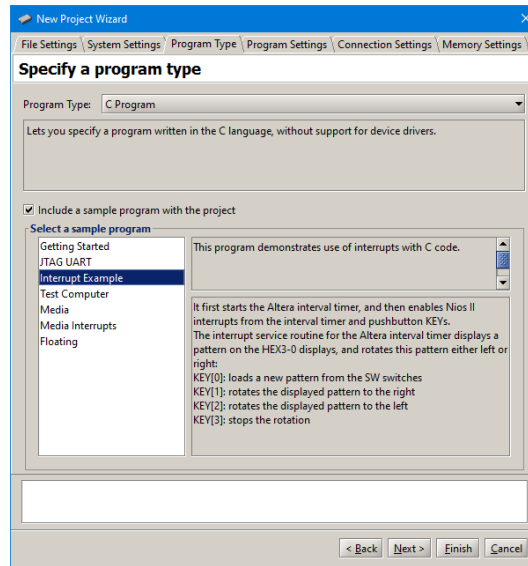 New Project Wizard
File Settings System Settings Program Type Program Settings Connection Settings Memory Settings
Specify a program type
Program Type: C Program
Lets you specify a program written in the C language, without support for device drivers.
Include a sample program with the project
Select a sample program
Getting Started
JTAG UART
Interrupt Example
Test Computer
Media
Media Interrupts
Floating
This program demonstrates use of interrupts with C code.
It first starts the Altera interval timer, and then enables Nios II
interrupts from the interval timer and pushbutton KEYs.
The interrupt service routine for the Altera interval timer displays a
pattern on the HEX3-0 displays, and rotates this pattern either left or
right:
KEY[0]: loads a new pattern from the SW switches
KEY[1]: rotates the displayed pattern to the right
KEY[2]: rotates the displayed pattern to the left
KEY[3]: stops the rotation
< Back Next > Finish Cancel